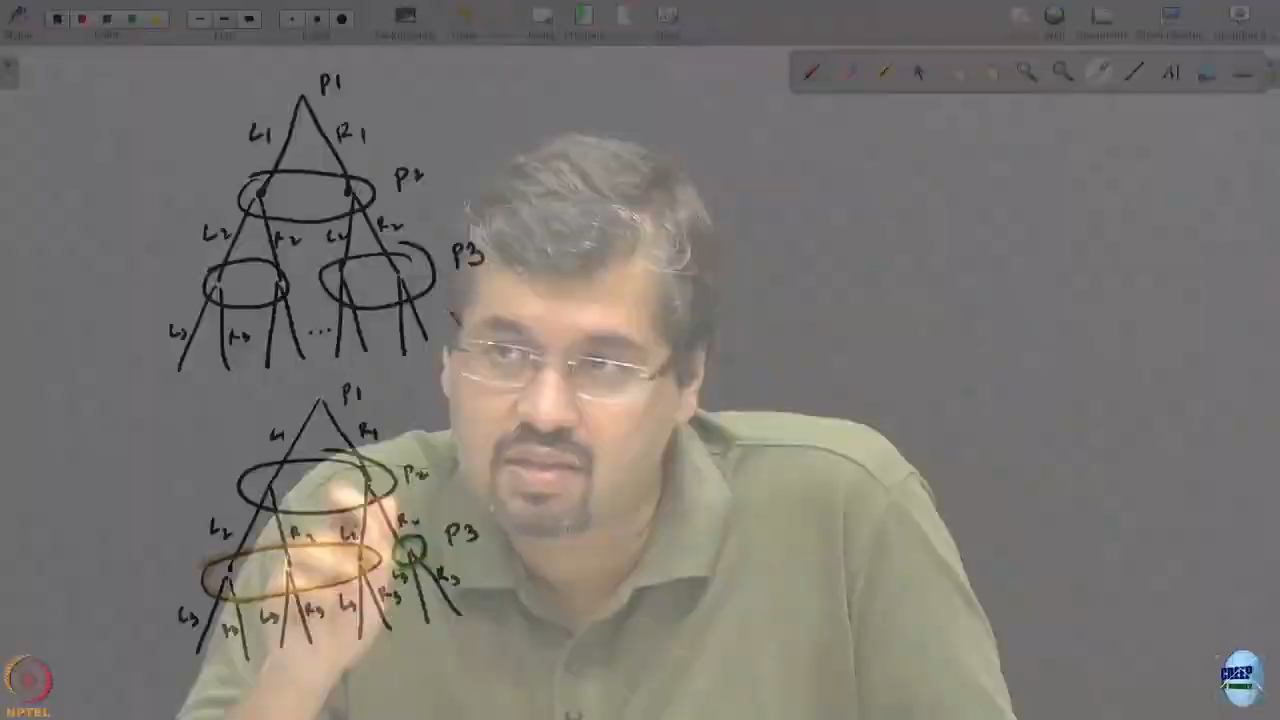 P1
L1 R1
P2
L2 R2 L2 R2
P3
L3 R3 ...
P1
L1 R1
P2
L2 R2 L2 R2
P3
L3 R3 L3 R3 L3 R3 L3 R3
NPTEL
CDEEP